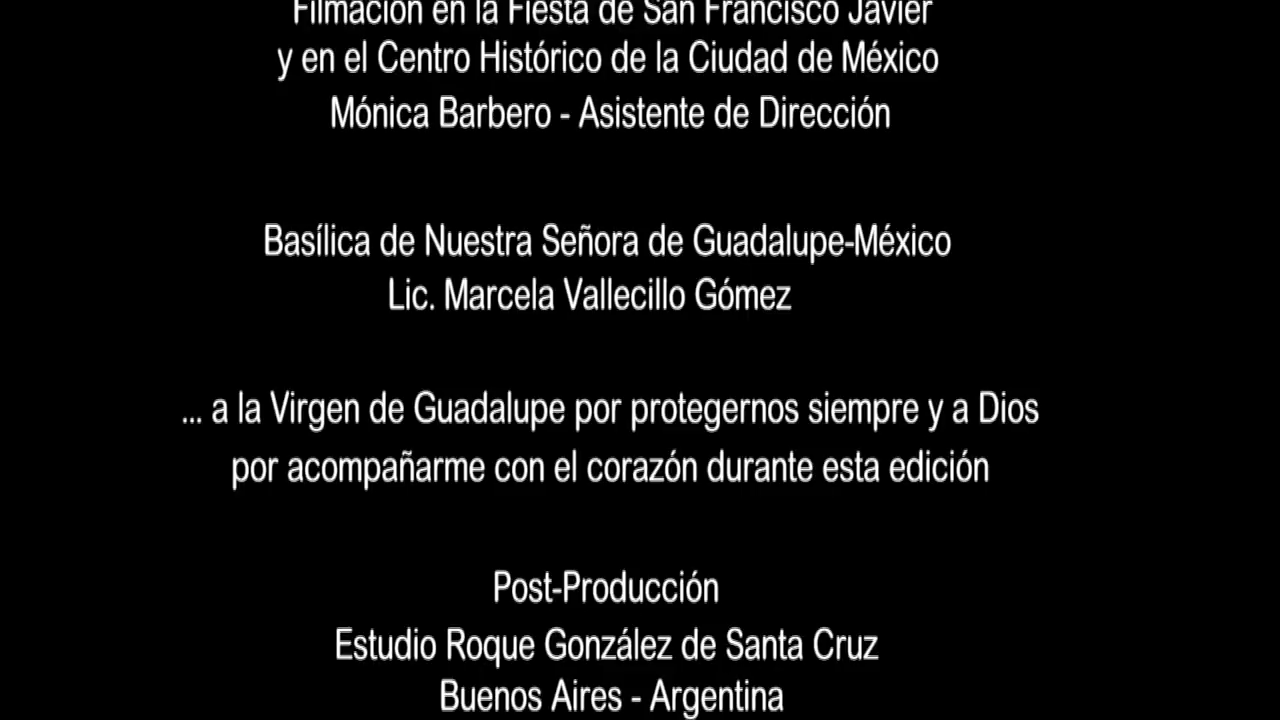 Filmación en la Fiesta de San Francisco Javier
y en el Centro Histórico de la Ciudad de México
Mónica Barbero - Asistente de Dirección
Basílica de Nuestra Señora de Guadalupe-México
Lic. Marcela Vallecillo Gómez
... a la Virgen de Guadalupe por protegernos siempre y a Dios
por acompañarme con el corazón durante esta edición
Post-Producción
Estudio Roque González de Santa Cruz
Buenos Aires - Argentina